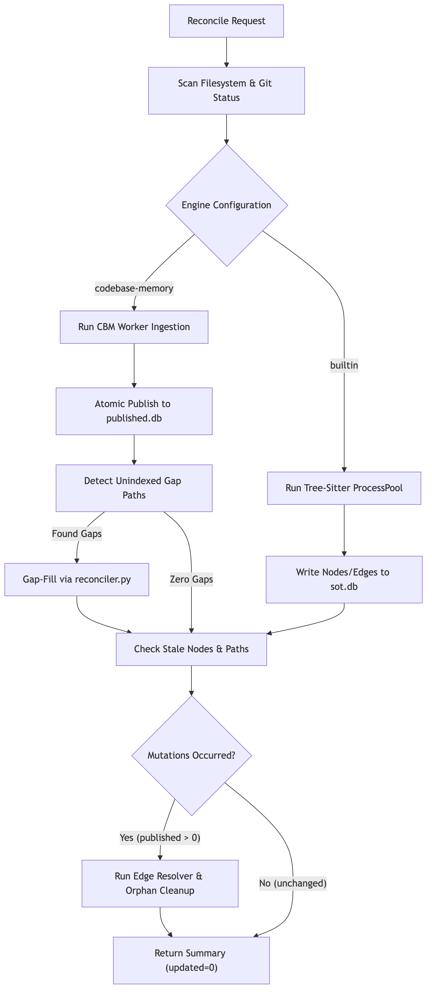 Reconcile Request
Scan Filesystem & Git
Status
Engine Configuration
codebase-memory
Run CBM Worker Ingestion
builtin
Atomic Publish to
published.db
Detect Unindexed Gap
Paths
Run Tree-Sitter ProcessPool
Found Gaps
Gap-Fill via reconciler.py
Zero Gaps
Write Nodes/Edges to
sot.db
Check Stale Nodes & Paths
Mutations Occurred?
Yes (published > 0)
Run Edge Resolver &
Orphan Cleanup
No (unchanged)
Return Summary
(updated=0)